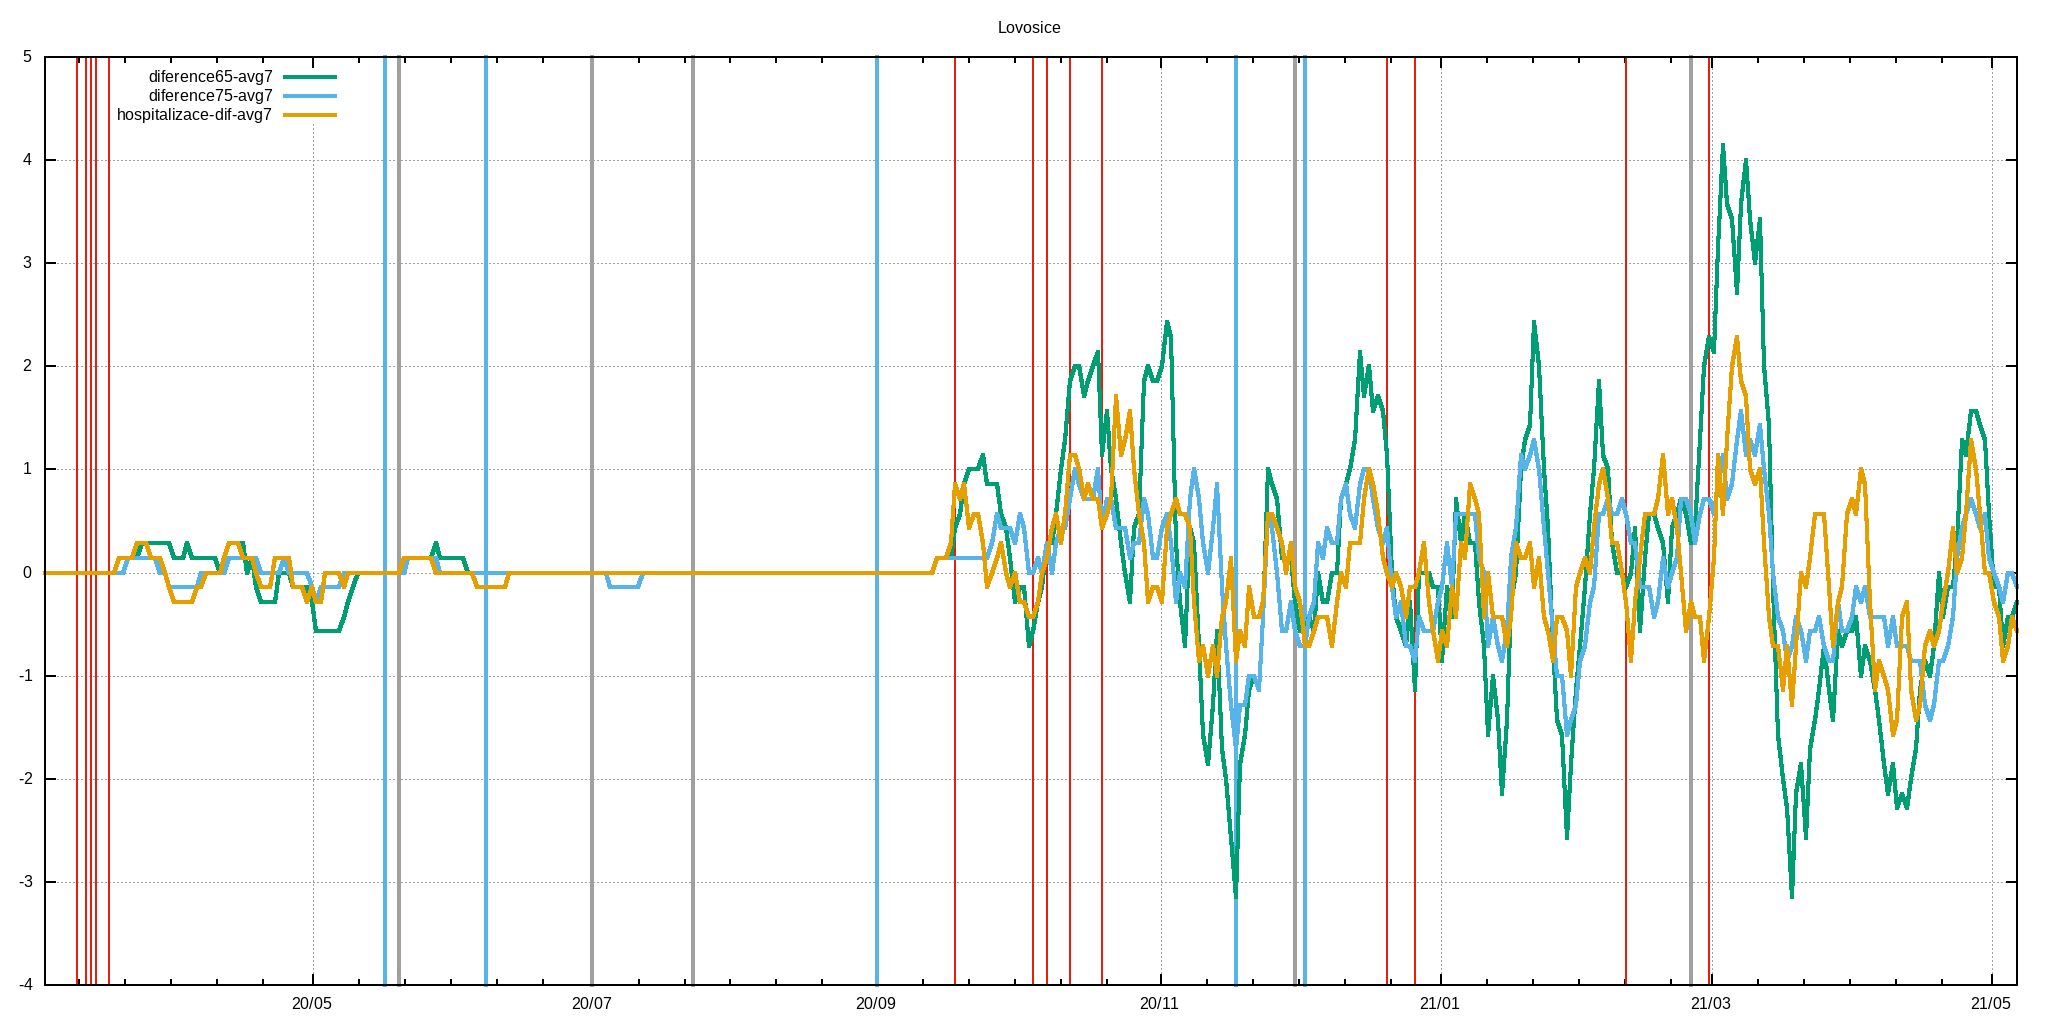 Lovosice
5
diference65-avg7
diference75-avg7
hospitalizace-dif-avg7
4
3
2
1
0
-1
-2
-3
-4
20/05 20/07 20/09 20/11 21/01 21/03 21/05